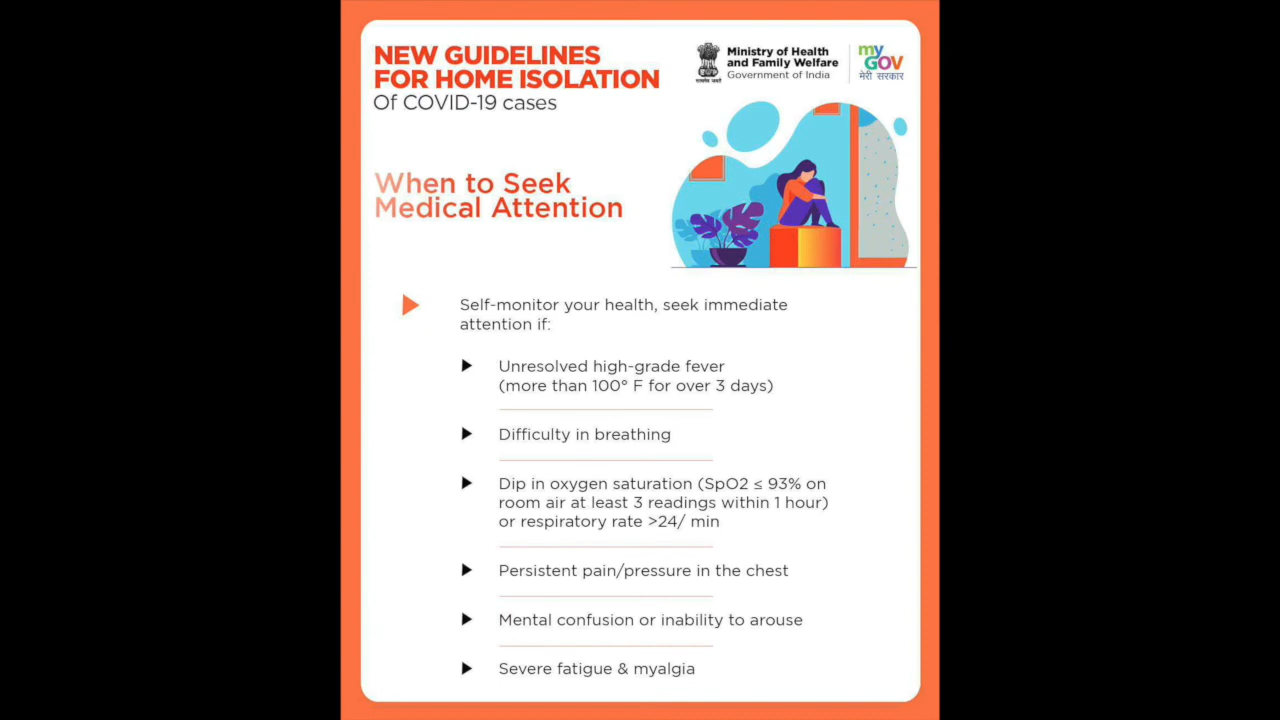 NEW GUIDELINES
FOR HOME ISOLATION
Of COVID-19 cases
Ministry of Health
and Family Welfare
Government of India
सत्यमेव जयते
my
GOV
मेरी सरकार
When to Seek
Medical Attention
Self-monitor your health, seek immediate
attention if:
Unresolved high-grade fever
(more than 100° F for over 3 days)
Difficulty in breathing
Dip in oxygen saturation (SpO2 ≤ 93% on
room air at least 3 readings within 1 hour)
or respiratory rate >24/ min
Persistent pain/pressure in the chest
Mental confusion or inability to arouse
Severe fatigue & myalgia